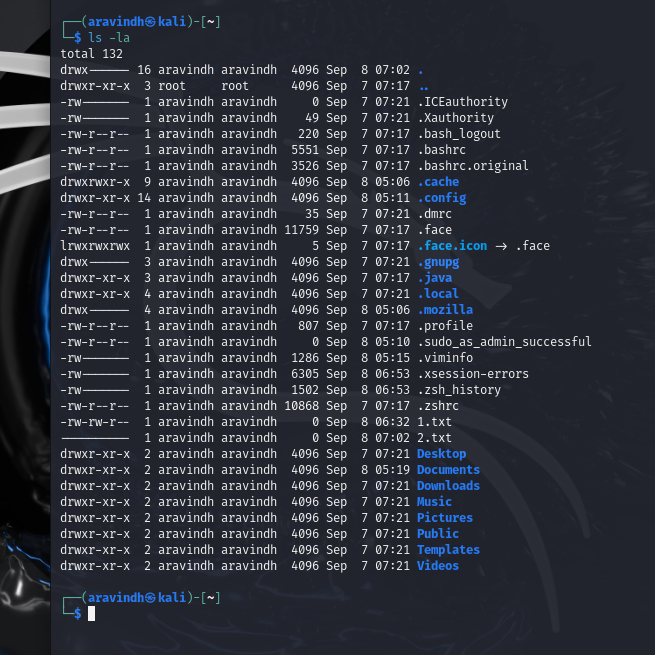 ┌──(aravindh㉿kali)-[~]
└─$ ls -la
total 132
drwx------ 16 aravindh aravindh  4096 Sep  8 07:02 .
drwxr-xr-x  3 root     root      4096 Sep  7 07:17 ..
-rw-------  1 aravindh aravindh     0 Sep  7 07:21 .ICEauthority
-rw-------  1 aravindh aravindh    49 Sep  7 07:21 .Xauthority
-rw-r--r--  1 aravindh aravindh   220 Sep  7 07:17 .bash_logout
-rw-r--r--  1 aravindh aravindh  5551 Sep  7 07:17 .bashrc
-rw-r--r--  1 aravindh aravindh  3526 Sep  7 07:17 .bashrc.original
drwxrwxr-x  9 aravindh aravindh  4096 Sep  8 05:06 .cache
drwxr-xr-x 14 aravindh aravindh  4096 Sep  8 05:11 .config
-rw-r--r--  1 aravindh aravindh    35 Sep  7 07:21 .dmrc
-rw-r--r--  1 aravindh aravindh 11759 Sep  7 07:17 .face
lrwxrwxrwx  1 aravindh aravindh     5 Sep  7 07:17 .face.icon -> .face
drwx------  3 aravindh aravindh  4096 Sep  7 07:21 .gnupg
drwxr-xr-x  3 aravindh aravindh  4096 Sep  7 07:17 .java
drwxr-xr-x  4 aravindh aravindh  4096 Sep  7 07:21 .local
drwx------  4 aravindh aravindh  4096 Sep  8 05:06 .mozilla
-rw-r--r--  1 aravindh aravindh   807 Sep  7 07:17 .profile
-rw-r--r--  1 aravindh aravindh     0 Sep  8 05:10 .sudo_as_admin_successful
-rw-------  1 aravindh aravindh  1286 Sep  8 05:15 .viminfo
-rw-------  1 aravindh aravindh  6305 Sep  8 06:53 .xsession-errors
-rw-------  1 aravindh aravindh  1502 Sep  8 06:53 .zsh_history
-rw-r--r--  1 aravindh aravindh 10868 Sep  7 07:17 .zshrc
-rw-rw-r--  1 aravindh aravindh     0 Sep  8 06:32 1.txt
----------  1 aravindh aravindh     0 Sep  8 07:02 2.txt
drwxr-xr-x  2 aravindh aravindh  4096 Sep  7 07:21 Desktop
drwxr-xr-x  2 aravindh aravindh  4096 Sep  8 05:19 Documents
drwxr-xr-x  2 aravindh aravindh  4096 Sep  7 07:21 Downloads
drwxr-xr-x  2 aravindh aravindh  4096 Sep  7 07:21 Music
drwxr-xr-x  2 aravindh aravindh  4096 Sep  7 07:21 Pictures
drwxr-xr-x  2 aravindh aravindh  4096 Sep  7 07:21 Public
drwxr-xr-x  2 aravindh aravindh  4096 Sep  7 07:21 Templates
drwxr-xr-x  2 aravindh aravindh  4096 Sep  7 07:21 Videos
┌──(aravindh㉿kali)-[~]
└─$